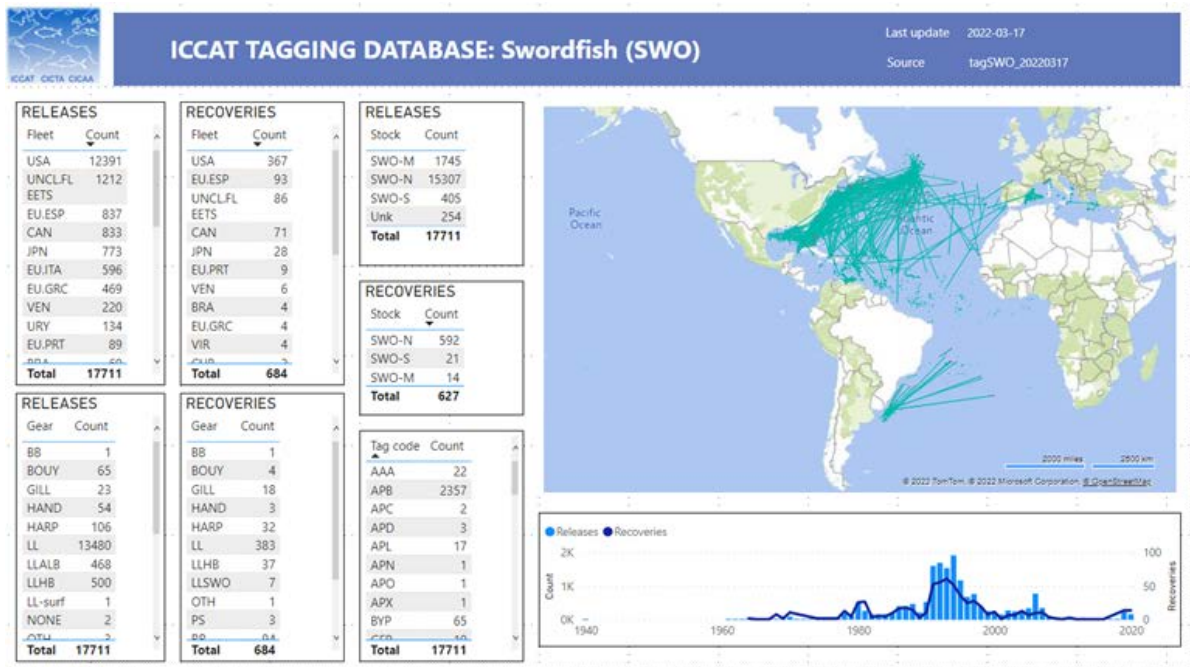 ICCAT CICTA CICAA
ICCAT TAGGING DATABASE: Swordfish (SWO)
Last update 2022-03-17
Source tagSWO_20220317
RELEASES
Fleet Count
USA 12391
UNCL.FL
EETS 1212
EU.ESP 837
CAN 833
JPN 773
EU.ITA 596
EU.GRC 469
VEN 220
URY 134
EU.PRT 89
Total 17711
RECOVERIES
Fleet Count
USA 367
EU.ESP 93
UNCL.FL
EETS 86
CAN 71
JPN 28
EU.PRT 9
VEN 6
BRA 4
EU.GRC 4
VIR 4
Total 684
RELEASES
Stock Count
SWO-M 1745
SWO-N 15307
SWO-S 405
Unk 254
Total 17711
RECOVERIES
Stock Count
SWO-N 592
SWO-S 21
SWO-M 14
Total 627
Pacific
Ocean
Ocean
2000 miles 2500 km
© 2022 TomTom, © 2022 Microsoft Corporation, © OpenStreetMap
RELEASES
Gear Count
BB 1
BOUY 65
GILL 23
HAND 54
HARP 106
LL 13480
LLALB 468
LLHB 500
LL-surf 1
NONE 2
Total 17711
RECOVERIES
Gear Count
BB 1
BOUY 4
GILL 18
HAND 3
HARP 32
LL 383
LLHB 37
LLSWO 7
OTH 1
PS 3
Total 684
Tag code Count
AAA 22
APB 2357
APC 2
APD 3
APL 17
APN 1
APO 1
APX 1
BYP 65
Total 17711
Releases Recoveries
2K
1K
0K
Count
100
50
0
Recoveries
1940 1960 1980 2000 2020